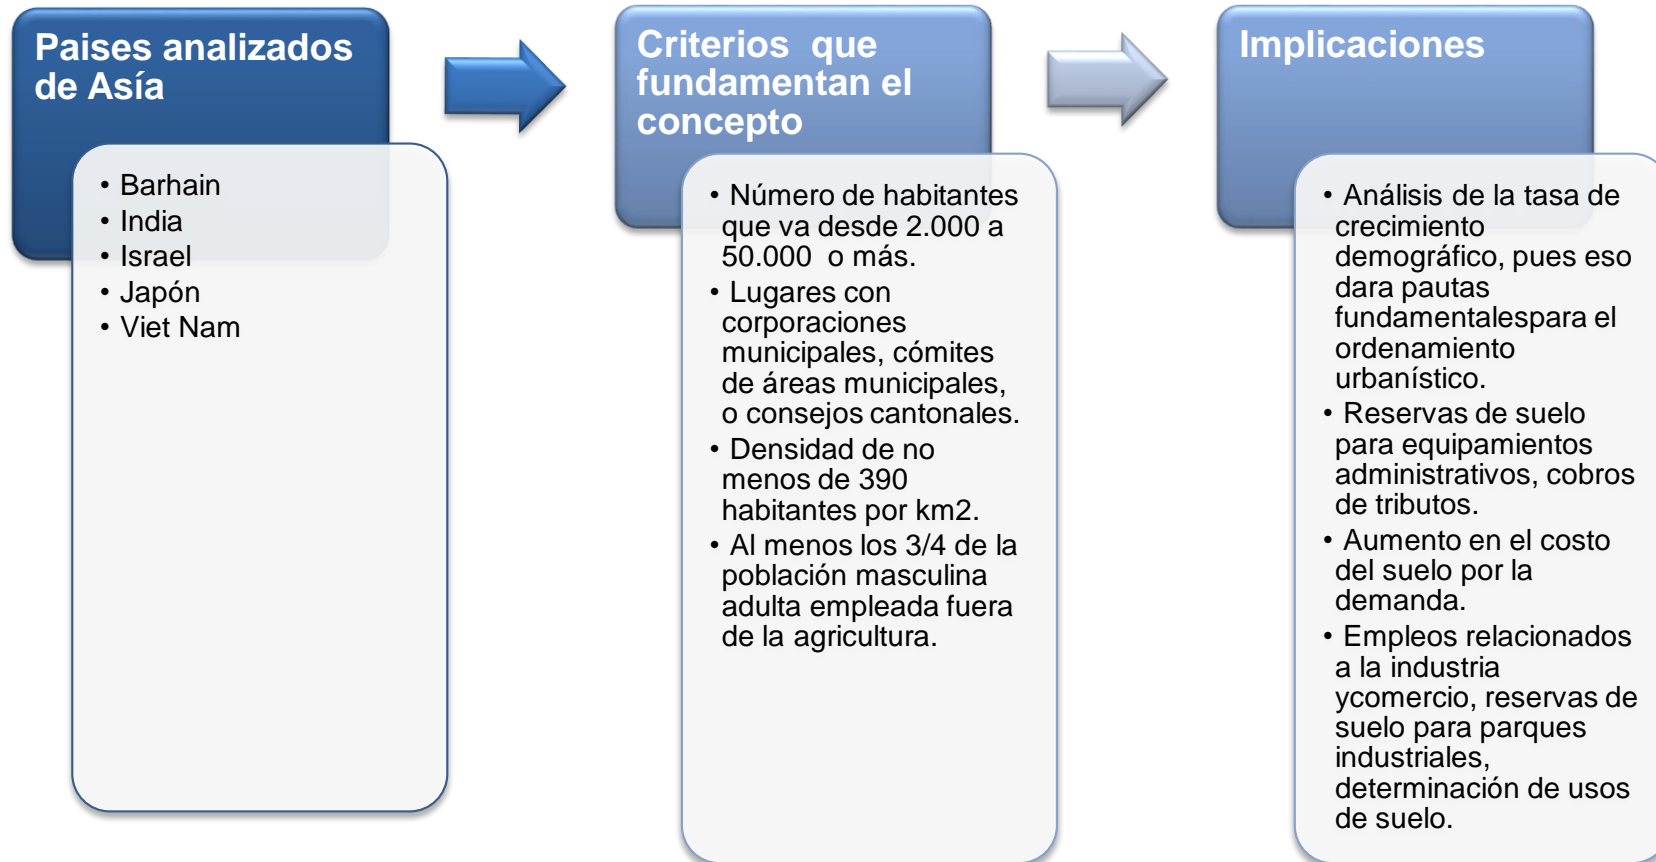 Paises analizados
de Asía
• Barhain
• India
• Israel
• Japón
• Viet Nam
Criterios  que
fundamentan el
concepto
• Número de habitantes
que va desde 2.000 a
50.000  o más.
• Lugares con
corporaciones
municipales, cómites
de áreas municipales,
o consejos cantonales.
• Densidad de no
menos de 390
habitantes por km2.
• Al menos los 3/4 de la
población masculina
adulta empleada fuera
de la agricultura.
Implicaciones
• Análisis de la tasa de
crecimiento
demográfico, pues eso
dara pautas
fundamentalespara el
ordenamiento
urbanístico.
• Reservas de suelo
para equipamientos
administrativos, cobros
de tributos.
• Aumento en el costo
del suelo por la
demanda.
• Empleos relacionados
a la industria
ycomercio, reservas de
suelo para parques
industriales,
determinación de usos
de suelo.